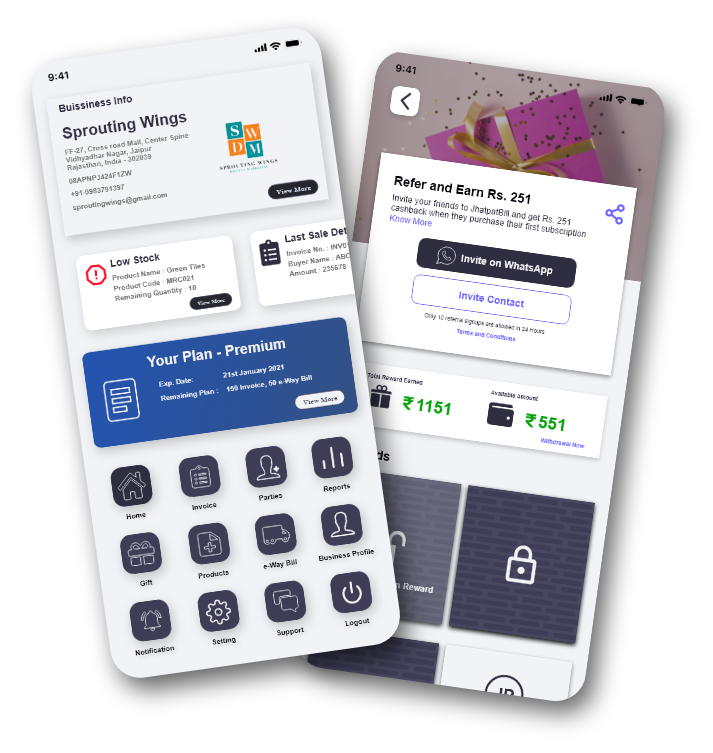 9:41
Buissiness Info
Sprouting Wings
FF-27, Cross road Mall, Center Spine
Vidhyadhar Nagar, Jaipur
Rajasthan, India - 302039
08APNPJ424F1ZW
+91-9983791397
sproutingwings@gmail.com
S W
D M
SPROUTING WINGS
View More
Low Stock
Product Name : Green Tiles
Product Code : MRC021
Remaining Quantity : 10
View More
Last Sale Det
Invoice No. : INV0
Buyer Name : ABC
Amount : 235678
Your Plan - Premium
Exp. Date: 21st January 2021
Remaining Plan : 150 Invoice, 50 e-Way Bill
View More
Home
Invoice
Parties
Reports
Gift
Products
e-Way Bill
Business Profile
Notification
Setting
Support
Logout
9:41
Refer and Earn Rs. 251
Invite your friends to JhatpatBill and get Rs. 251
cashback when they purchase their first subscription
Know More
Invite on WhatsApp
Invite Contact
Only 10 referral signups are allowed in 24 Hours
Terms and Conditions
Total Reward Earned
₹1151
Available Amount
₹551
Withdrawal Now
ds
n Reward